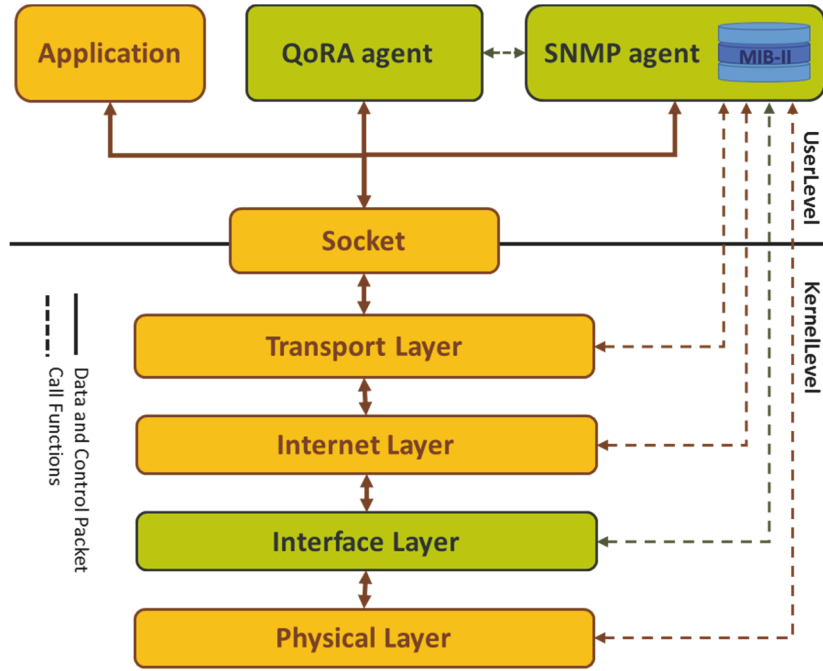 Application
QoRA agent
SNMP agent
MIB-II
UserLevel
Socket
KernelLevel
Transport Layer
Internet Layer
Interface Layer
Physical Layer
Data and Control Packet
Call Functions